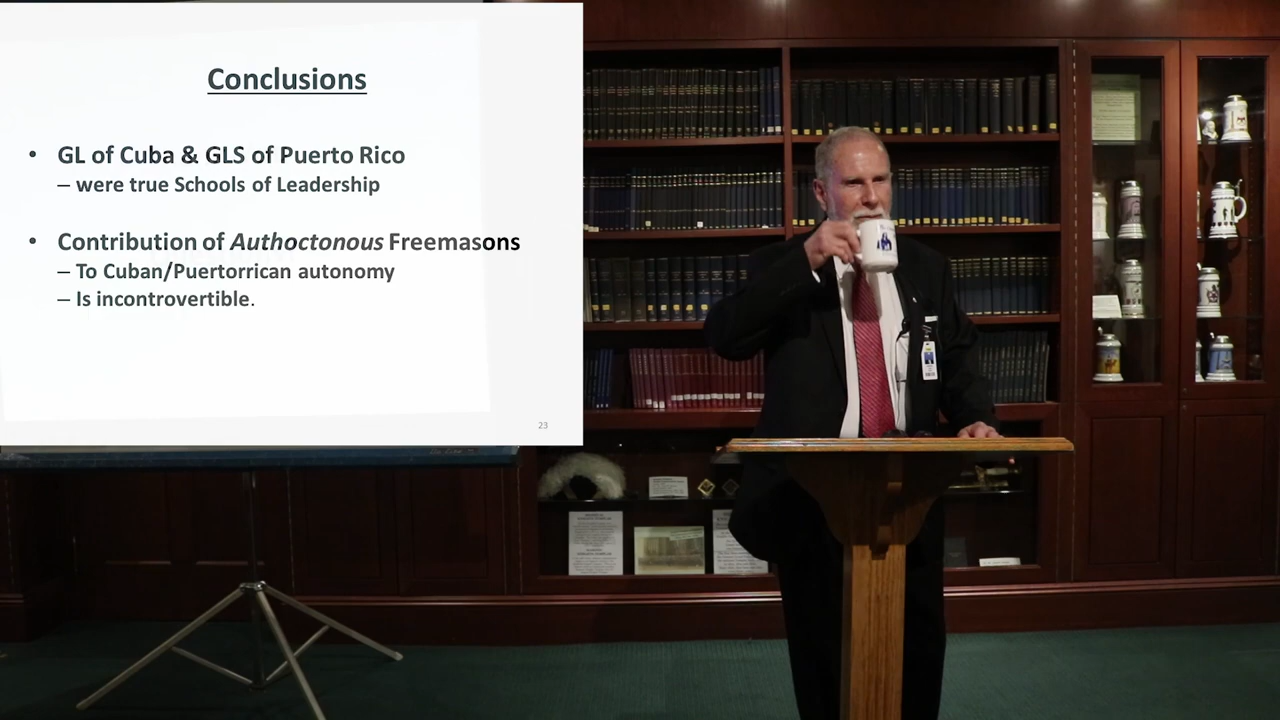 Conclusions
• GL of Cuba & GLS of Puerto Rico
– were true Schools of Leadership
• Contribution of Authoctonous Freemasons
– To Cuban/Puertorrican autonomy
– Is incontrovertible.
23